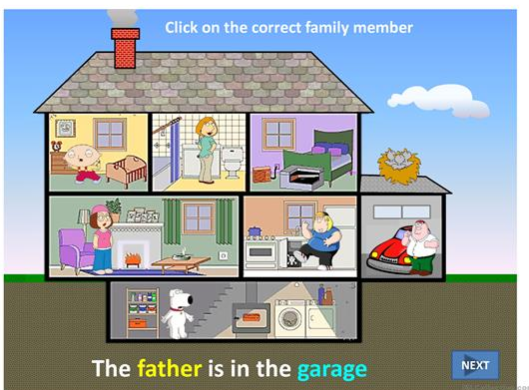 Click on the correct family member
The father is in the garage
NEXT